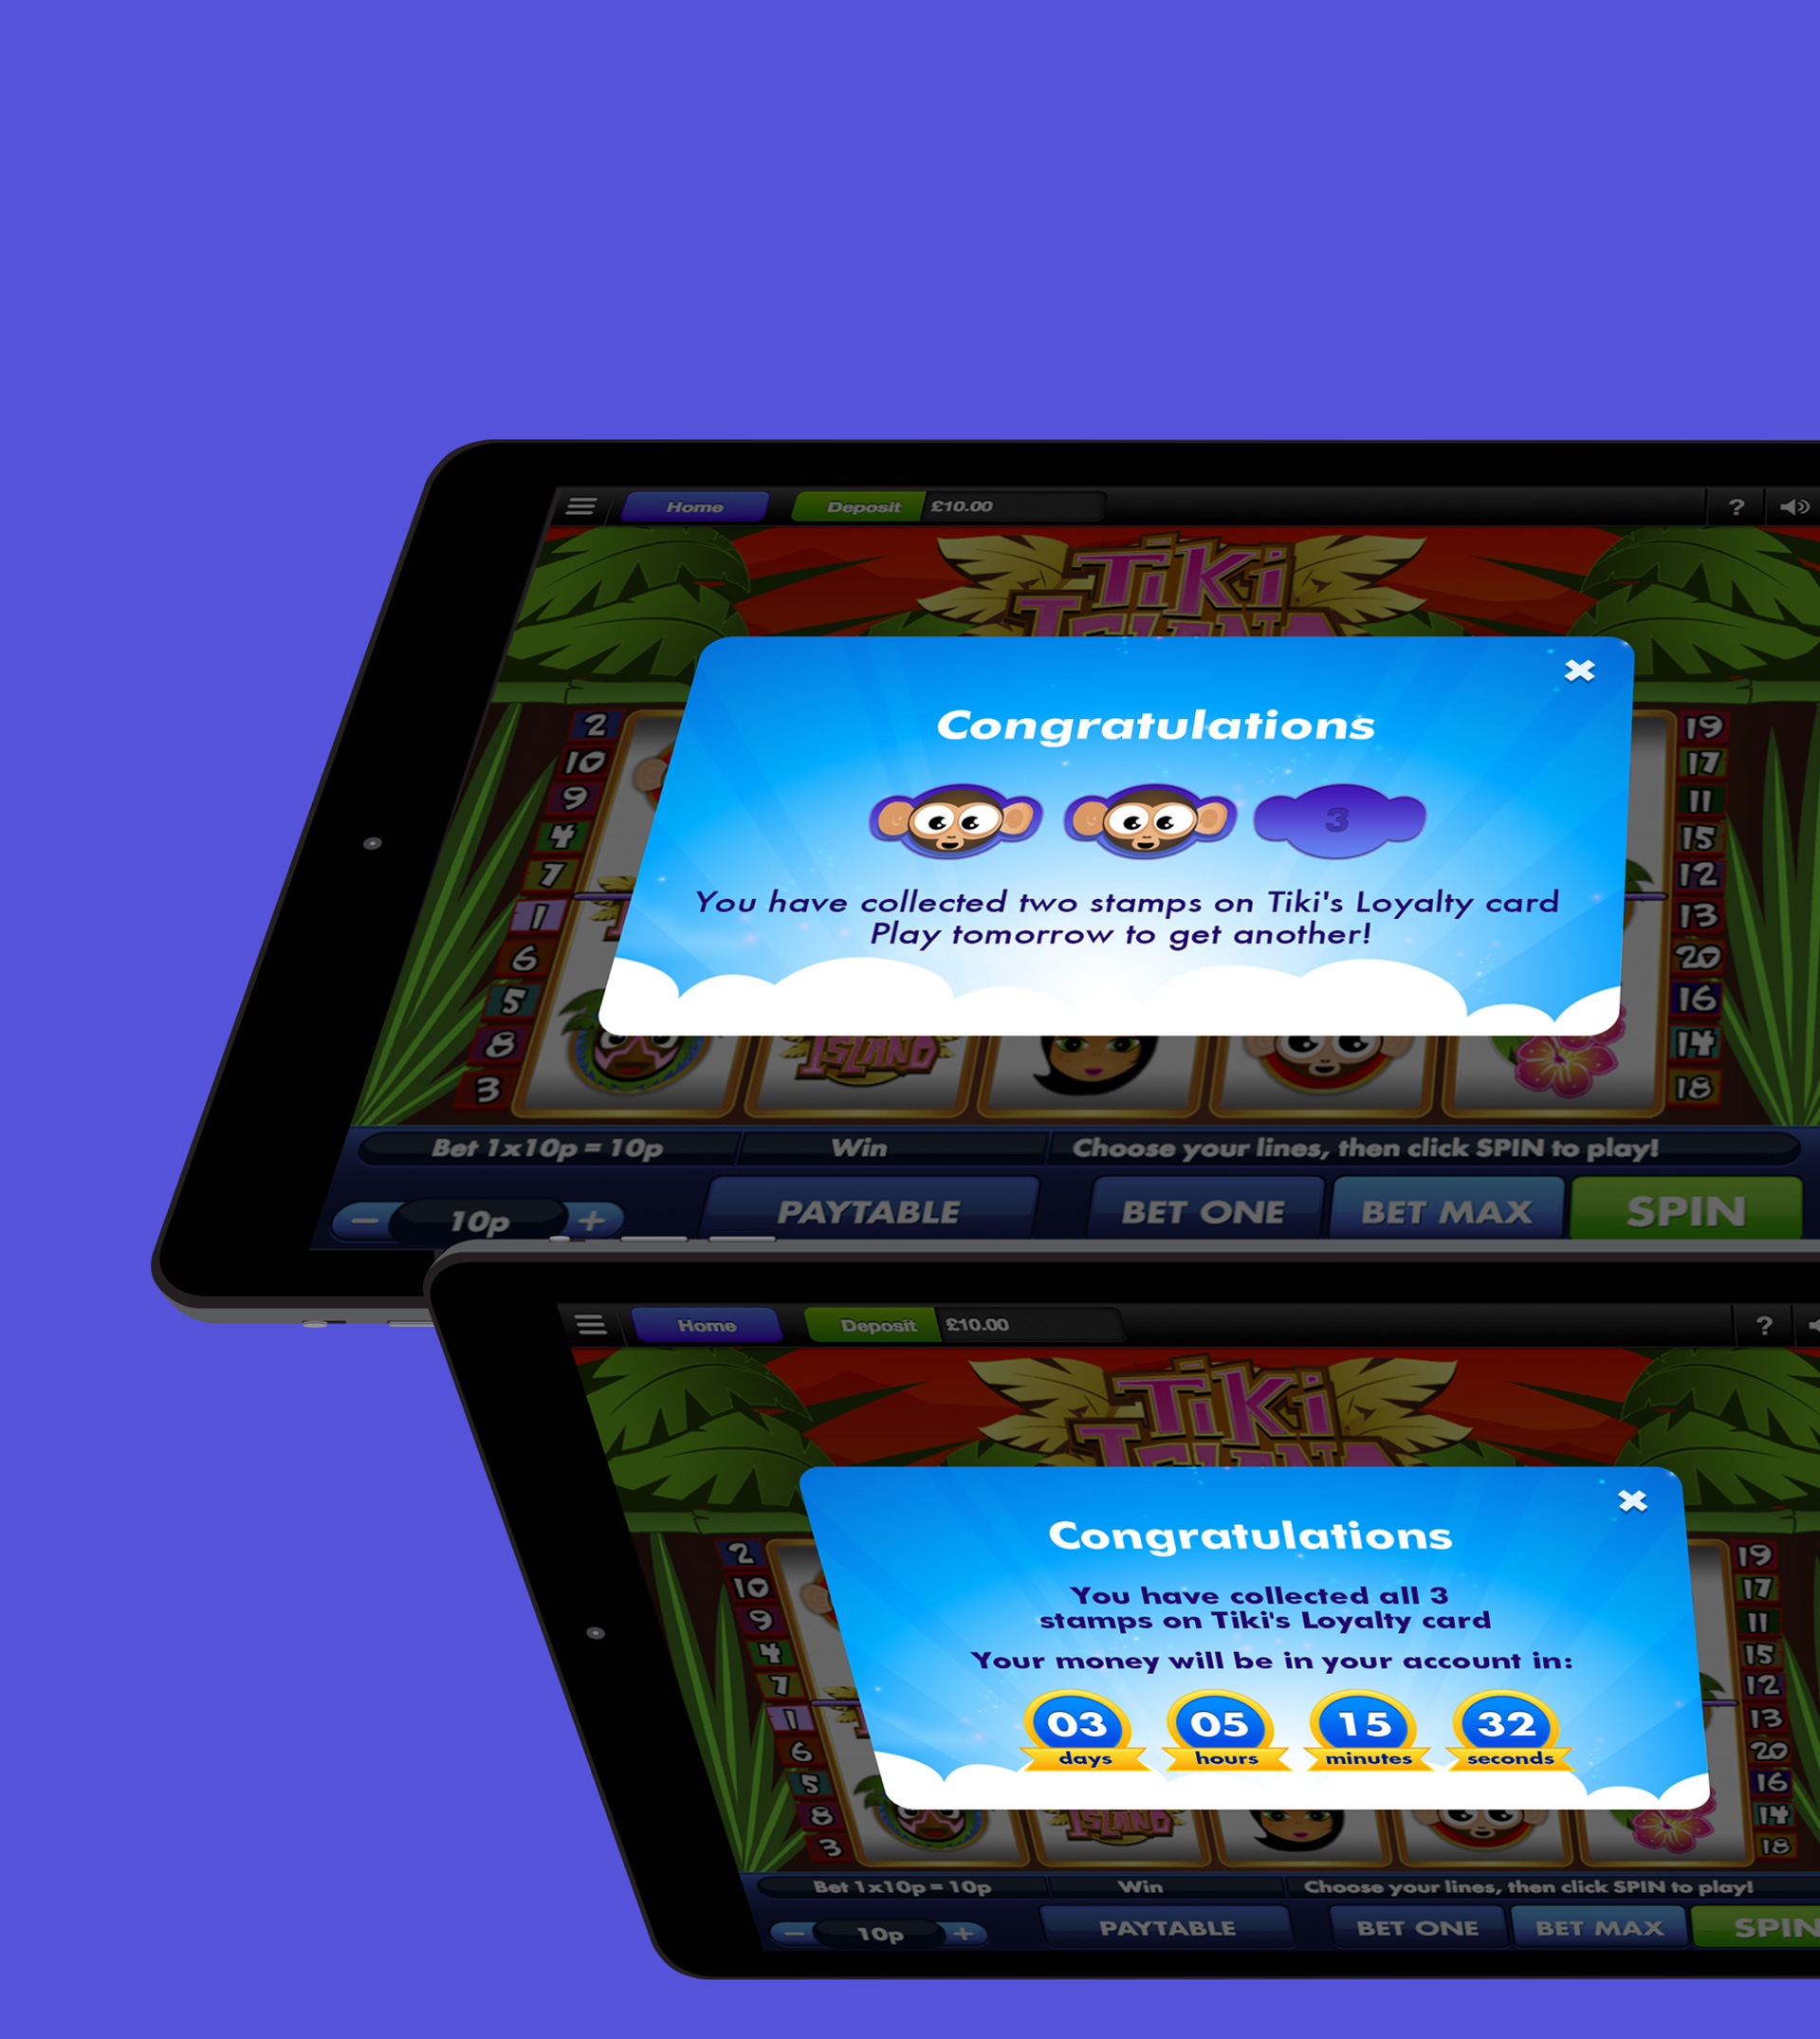 Home
Deposit £10.00
?
TiKi
ISLAND
Congratulations
3
You have collected two stamps on Tiki's Loyalty card
Play tomorrow to get another!
2
10
9
4
7
1
6
5
8
3
19
17
11
15
12
13
20
16
14
18
ISLAND
Bet 1x10p = 10p
Win
Choose your lines, then click SPIN to play!
10p
PAYTABLE
BET ONE
BET MAX
SPIN
Home
Deposit £10.00
?
TiKi
ISLAND
Congratulations
You have collected all 3
stamps on Tiki's Loyalty card
Your money will be in your account in:
03 05 15 32
days hours minutes seconds
2
10
9
4
7
1
6
5
8
3
19
17
11
15
12
13
20
16
14
18
ISLAND
Bet 1x10p = 10p
Win
Choose your lines, then click SPIN to play!
10p
PAYTABLE
BET ONE
BET MAX
SPIN